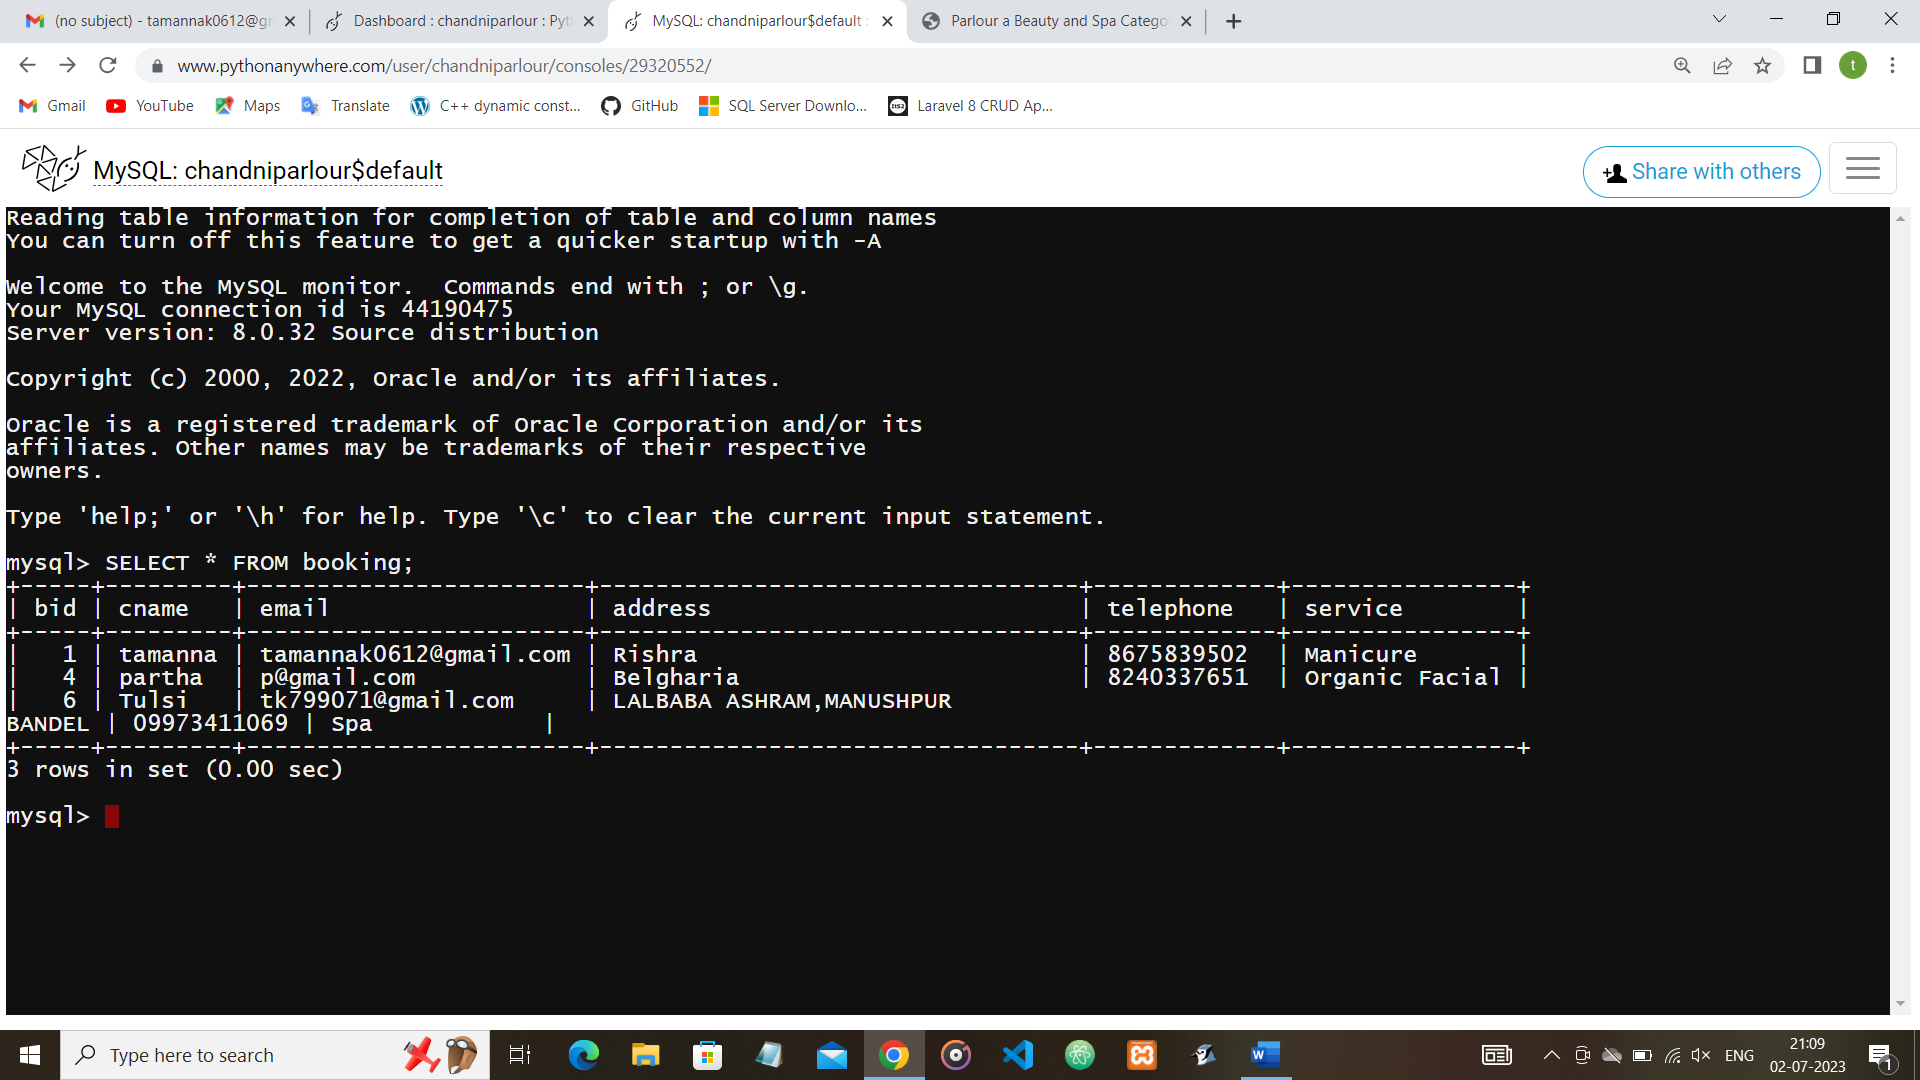 (no subject) - tamannak0612@gm
Dashboard : chandniparlour : Pyt
MySQL: chandniparlour$default :
Parlour a Beauty and Spa Catego
www.pythonanywhere.com/user/chandniparlour/consoles/29320552/
t
Gmail
YouTube
Maps
Translate
C++ dynamic const...
GitHub
SQL Server Downlo...
Laravel 8 CRUD Ap...
MySQL: chandniparlour$default
Share with others
Reading table information for completion of table and column names
You can turn off this feature to get a quicker startup with -A
Welcome to the MySQL monitor.  Commands end with ; or \g.
Your MySQL connection id is 44190475
Server version: 8.0.32 Source distribution
Copyright (c) 2000, 2022, Oracle and/or its affiliates.
Oracle is a registered trademark of Oracle Corporation and/or its
affiliates. Other names may be trademarks of their respective
owners.
Type 'help;' or '\h' for help. Type '\c' to clear the current input statement.
mysql> SELECT * FROM booking;
+-----+---------+------------------------+----------------------------------+-------------+----------------+
| bid | cname   | email                  | address                          | telephone   | service        |
+-----+---------+------------------------+----------------------------------+-------------+----------------+
|   1 | tamanna | tamannak0612@gmail.com | Rishra                           | 8675839502  | Manicure       |
|   4 | partha  | p@gmail.com            | Belgharia                        | 8240337651  | Organic Facial |
|   6 | Tulsi   | tk799071@gmail.com     | LALBABA ASHRAM,MANUSHPUR
BANDEL | 09973411069 | Spa            |
+-----+---------+------------------------+----------------------------------+-------------+----------------+
3 rows in set (0.00 sec)
mysql>
Type here to search
ENG
21:09
02-07-2023
1